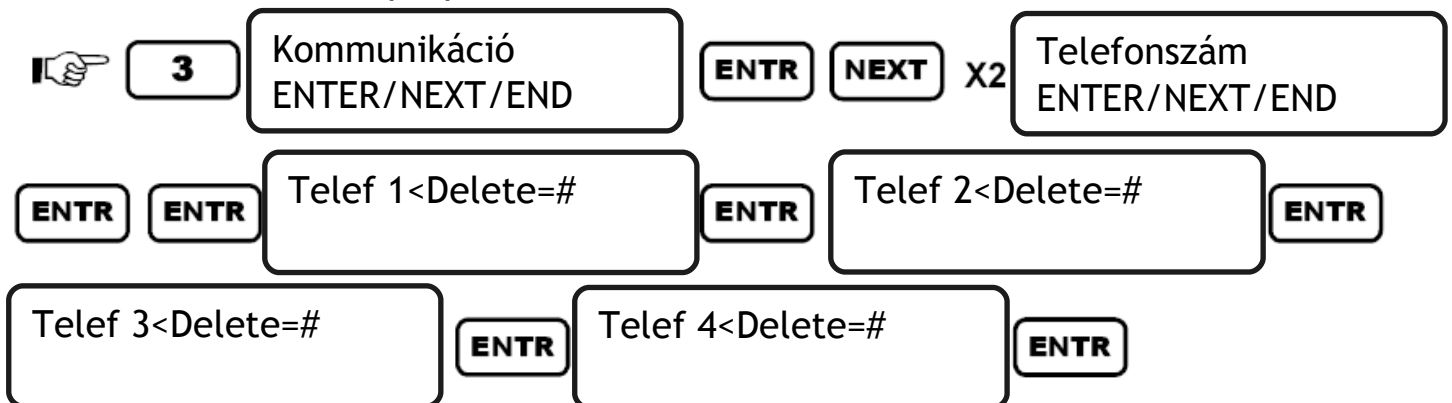 3 Kommunikáció ENTR NEXT X2 Telefonszám
ENTER/NEXT/END ENTER/NEXT/END
ENTR ENTR Telef 1<Delete=# ENTR Telef 2<Delete=# ENTR
Telef 3<Delete=# ENTR Telef 4<Delete=# ENTR